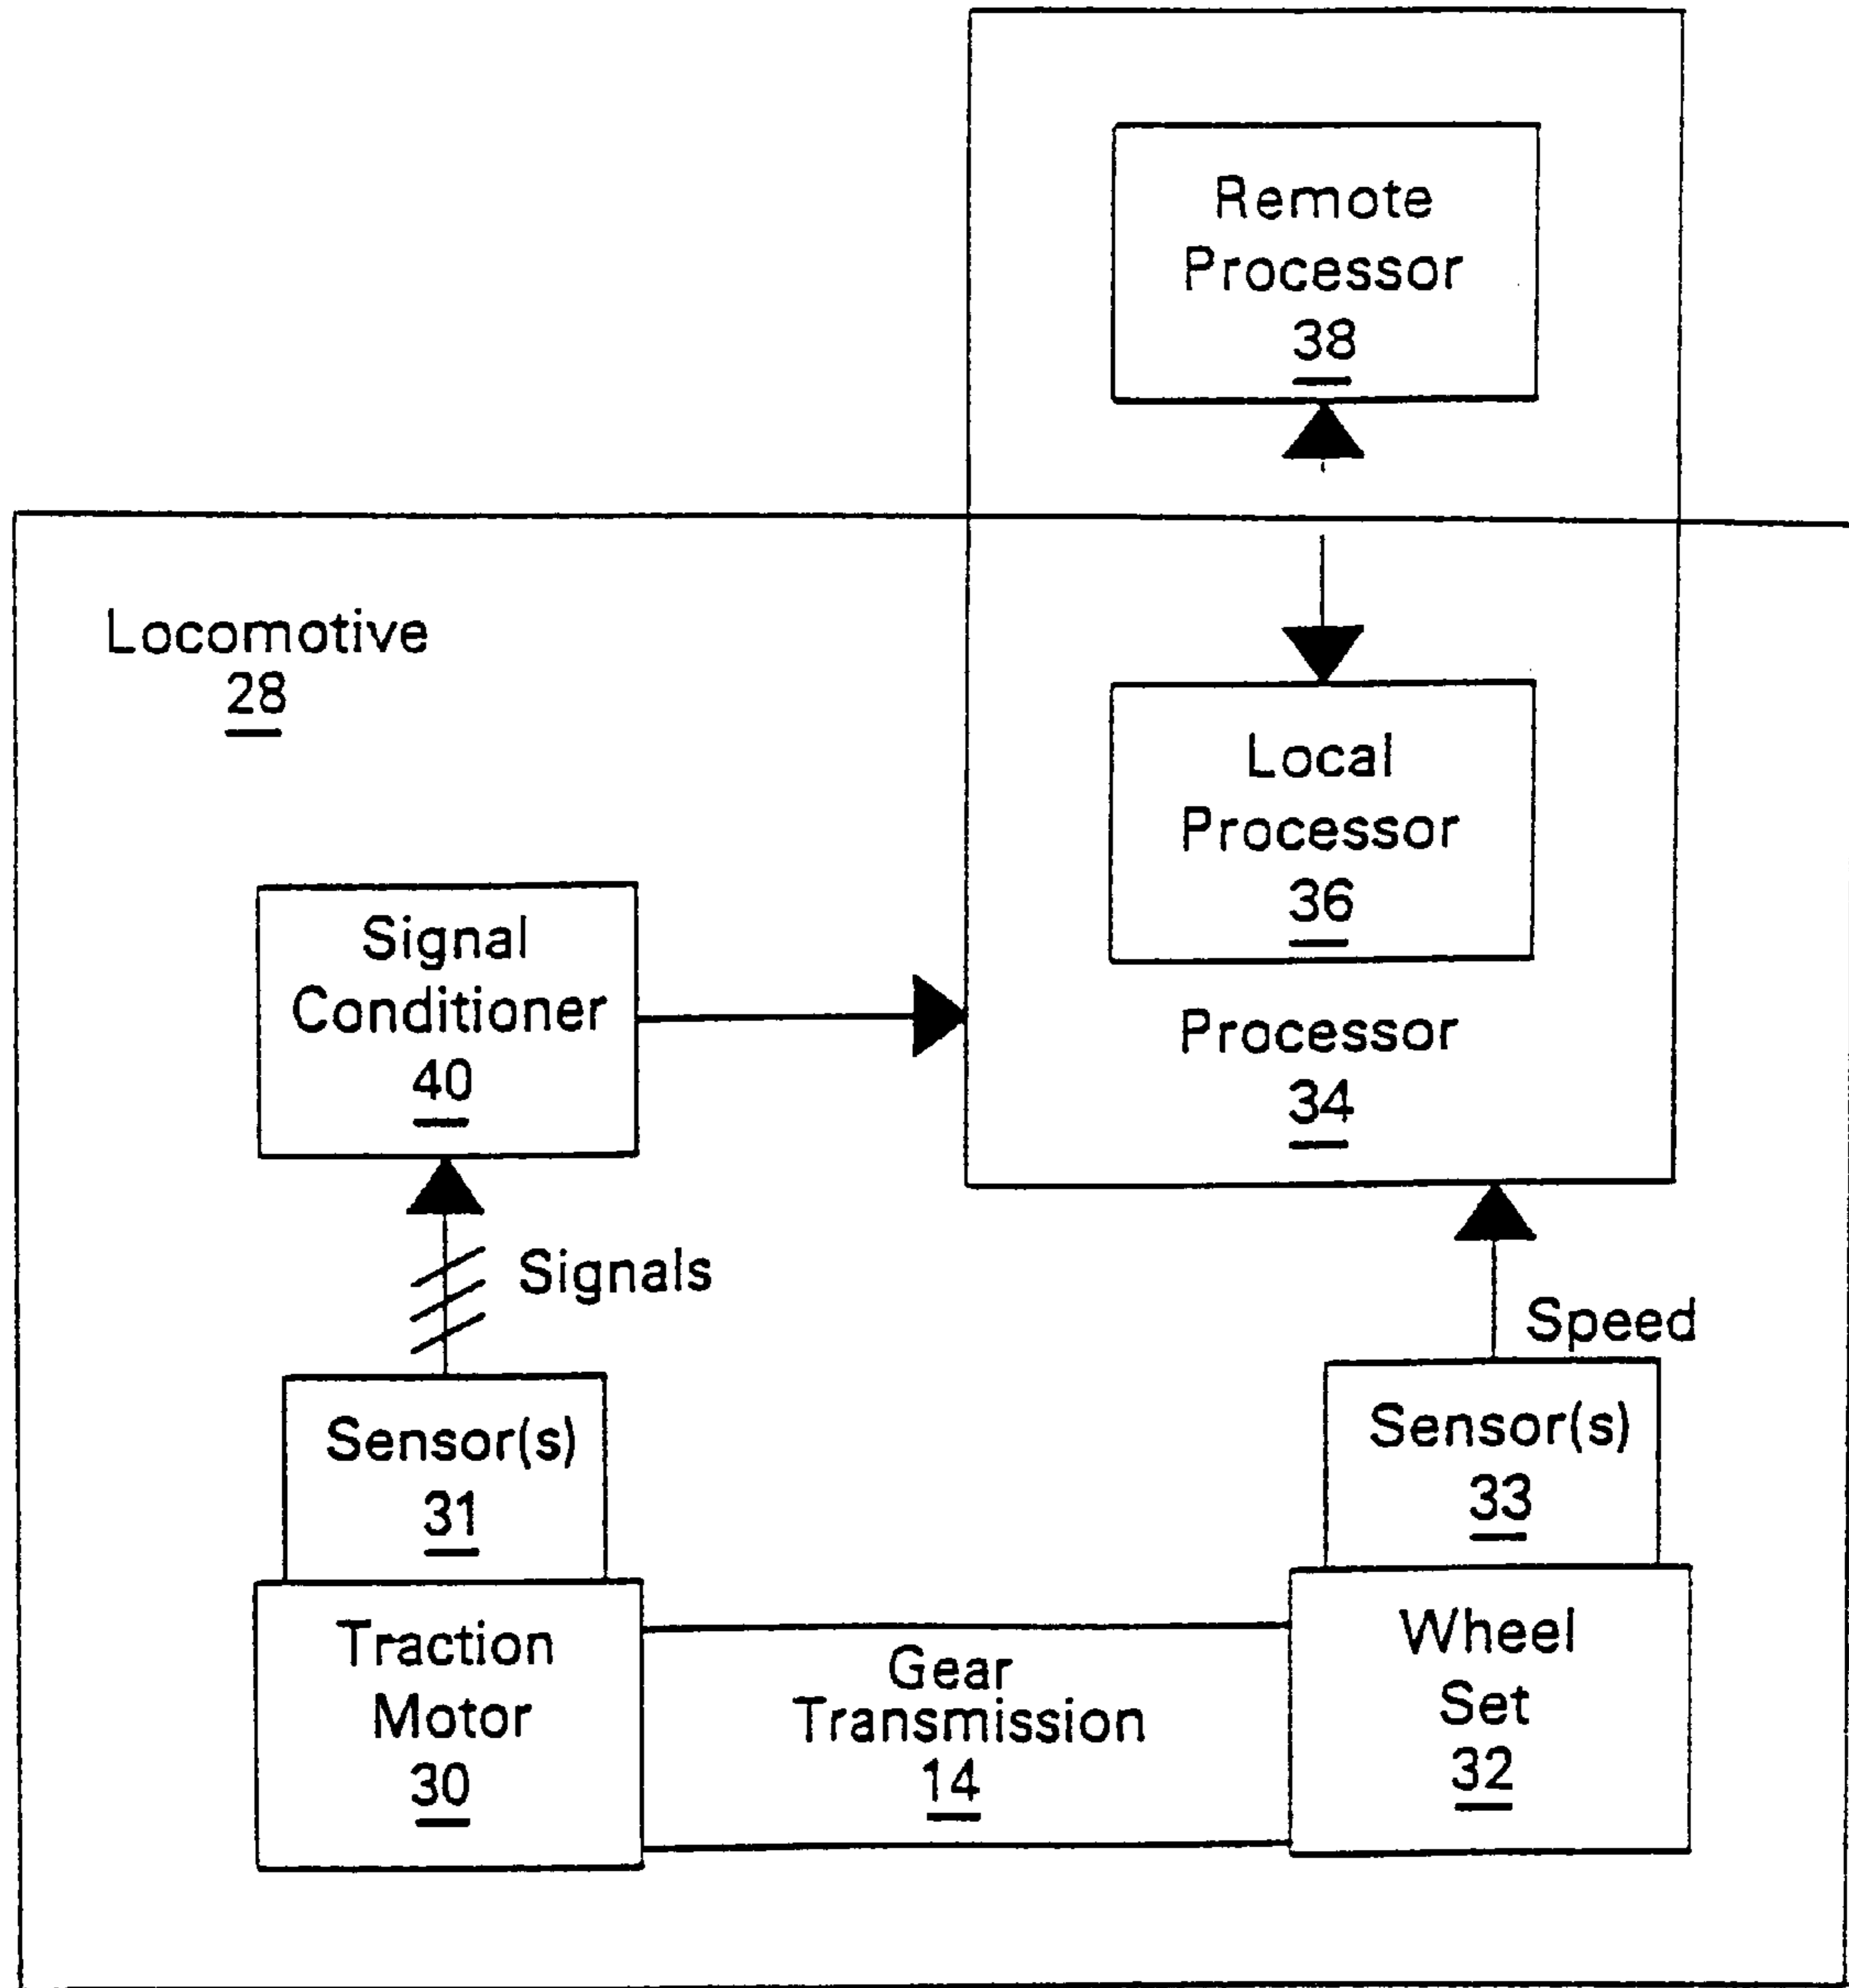 Remote
Processor
38
Locomotive
28
Local
Processor
36
Signal
Conditioner
40
Processor
34
Signals
Speed
Sensor(s)
31
Sensor(s)
33
Traction
Motor
30
Gear
Transmission
14
Wheel
Set
32